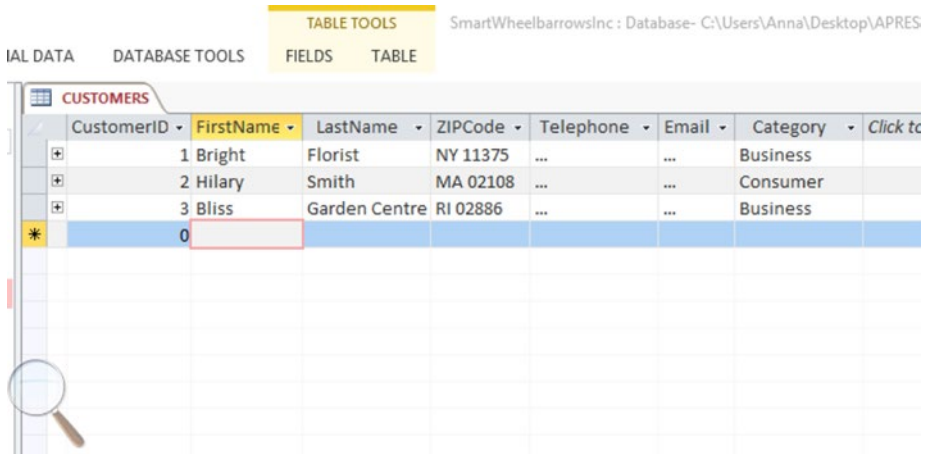 TABLE TOOLS SmartWheelbarrowsInc : Database- C:\Users\Anna\Desktop\APRES
DATA DATABASE TOOLS FIELDS TABLE
CUSTOMERS
CustomerID FirstName LastName ZIPCode Telephone Email Category Click
1 Bright Florist NY 11375 ... ... Business
2 Hilary Smith MA 02108 ... ... Consumer
3 Bliss Garden Centre RI 02886 ... ... Business
* 0